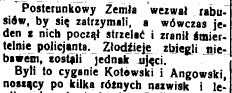 Posterunkowy Zemła wezwał rabu-
siów, by się zatrzymali, a wówczas je-
den z nich począł strzelać i zranił śmier-
telnie policjanta. Złodzieje zbiegli nie-
bawem, zostali jednak ujęci.
Byli to cyganie Kotowski i Angowski,
noszący po kilka różnych nazwisk i le-